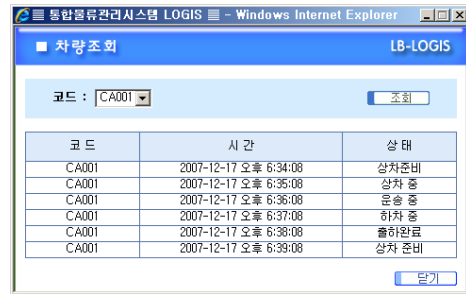 통합물류관리시스템 LOGIS - Windows Internet Explorer
차량조회 LB-LOGIS
코드 : CA001 조회
코 드 시 간 상 태
CA001 2007-12-17 오후 6:34:08 상차준비
CA001 2007-12-17 오후 6:35:08 상차 중
CA001 2007-12-17 오후 6:36:08 운송 중
CA001 2007-12-17 오후 6:37:08 하차 중
CA001 2007-12-17 오후 6:38:08 출하완료
CA001 2007-12-17 오후 6:39:08 상차 준비
닫기